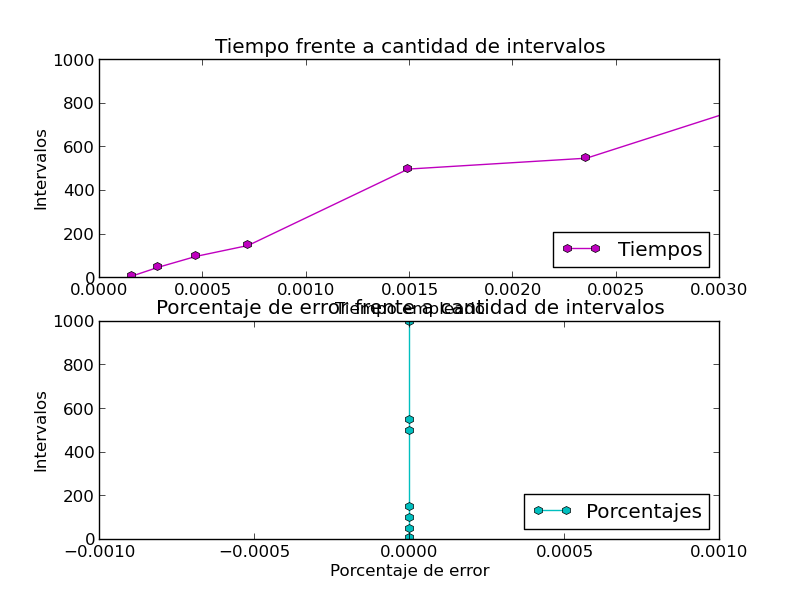 Tiempo frente a cantidad de intervalos
1000
800
600
400
200
0
Intervalos
Tiempos
0.0000 0.0005 0.0010 0.0015 0.0020 0.0025 0.0030
Tiempo empleado
Porcentaje de error frente a cantidad de intervalos
1000
800
600
400
200
0
Intervalos
Porcentajes
−0.0010 −0.0005 0.0000 0.0005 0.0010
Porcentaje de error